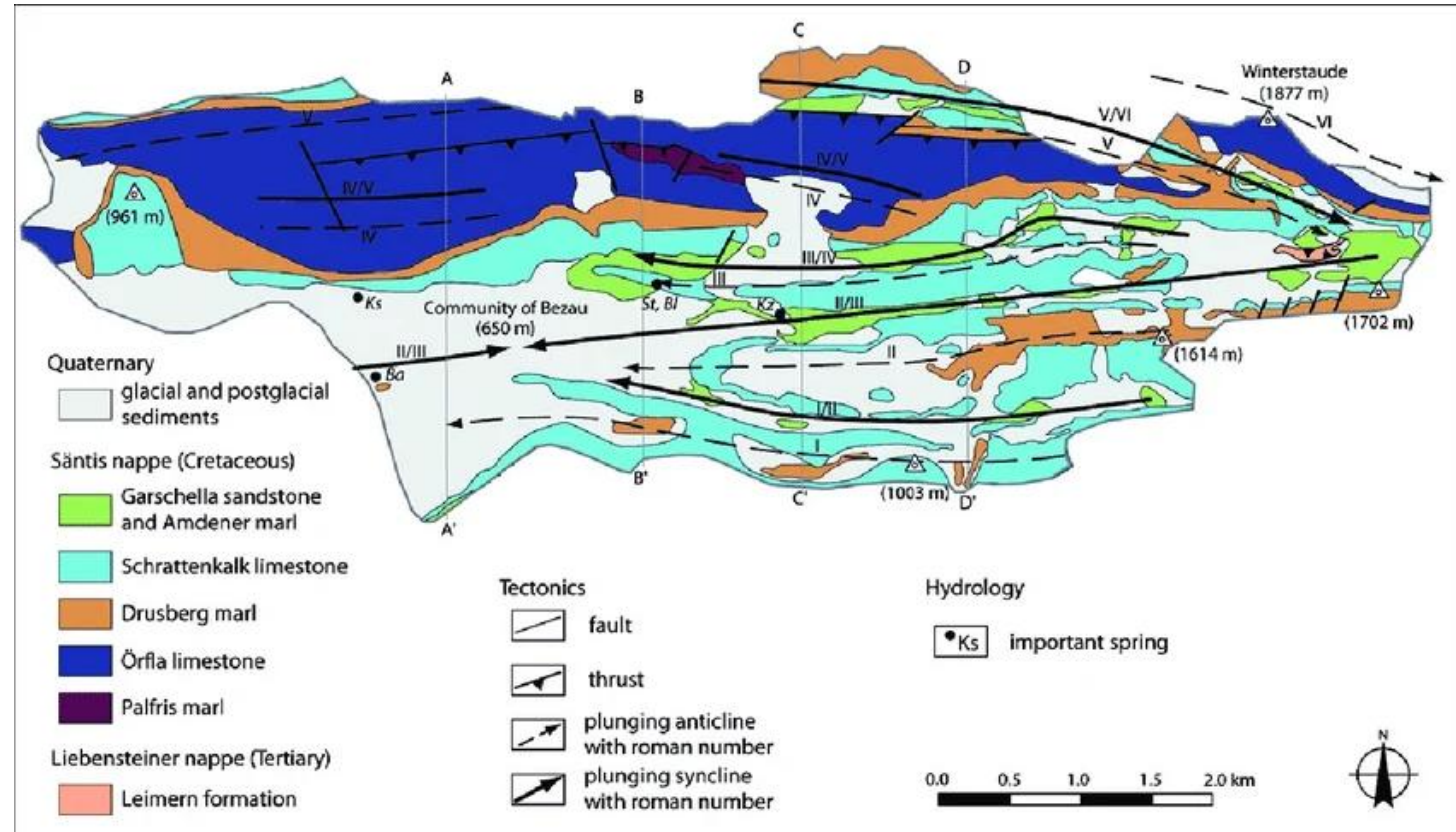 A
B
C
D
Winterstaude
(1877 m)
V
V/VI
V
VI
IV/V
IV/V
(961 m)
IV
IV
III/IV
III
Ks
Community of Bezau
(650 m)
St, Bl
Kz
II/III
(1702 m)
II/III
Ba
II
(1614 m)
I/II
I
B'
C'
(1003 m)
D'
A'
Quaternary
glacial and postglacial
sediments
Säntis nappe (Cretaceous)
Garschella sandstone
and Amdener marl
Schrattenkalk limestone
Drusberg marl
Örfla limestone
Palfris marl
Liebensteiner nappe (Tertiary)
Leimern formation
Tectonics
fault
thrust
plunging anticline
with roman number
plunging syncline
with roman number
Hydrology
Ks important spring
0.0 0.5 1.0 1.5 2.0 km
N